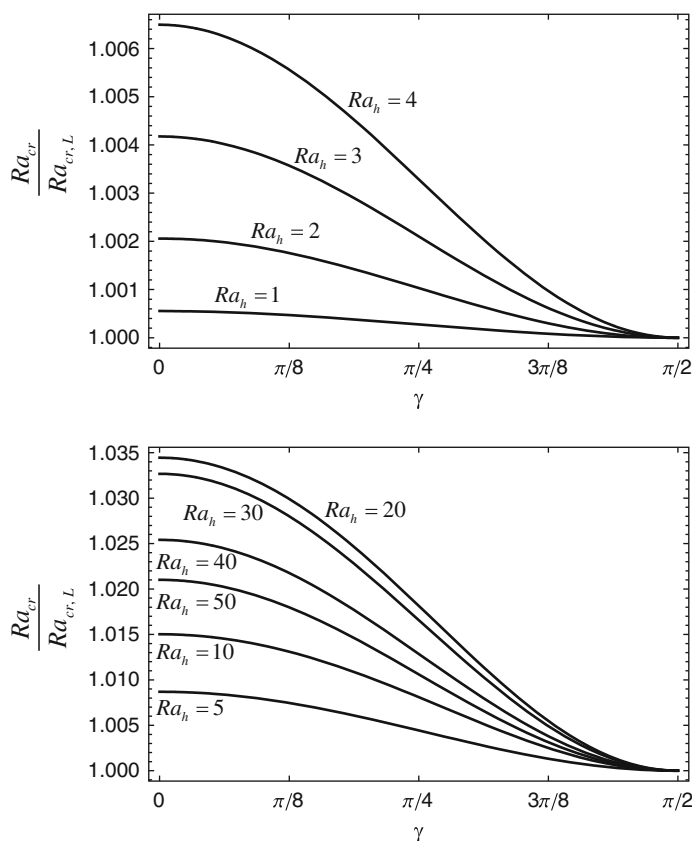 1.006
1.005
1.004
1.003
1.002
1.001
1.000
Ra_cr / Ra_cr, L
Ra_h = 4
Ra_h = 3
Ra_h = 2
Ra_h = 1
0 π/8 π/4 3π/8 π/2
γ
1.035
1.030
1.025
1.020
1.015
1.010
1.005
1.000
Ra_cr / Ra_cr, L
Ra_h = 20
Ra_h = 30
Ra_h = 40
Ra_h = 50
Ra_h = 10
Ra_h = 5
0 π/8 π/4 3π/8 π/2
γ